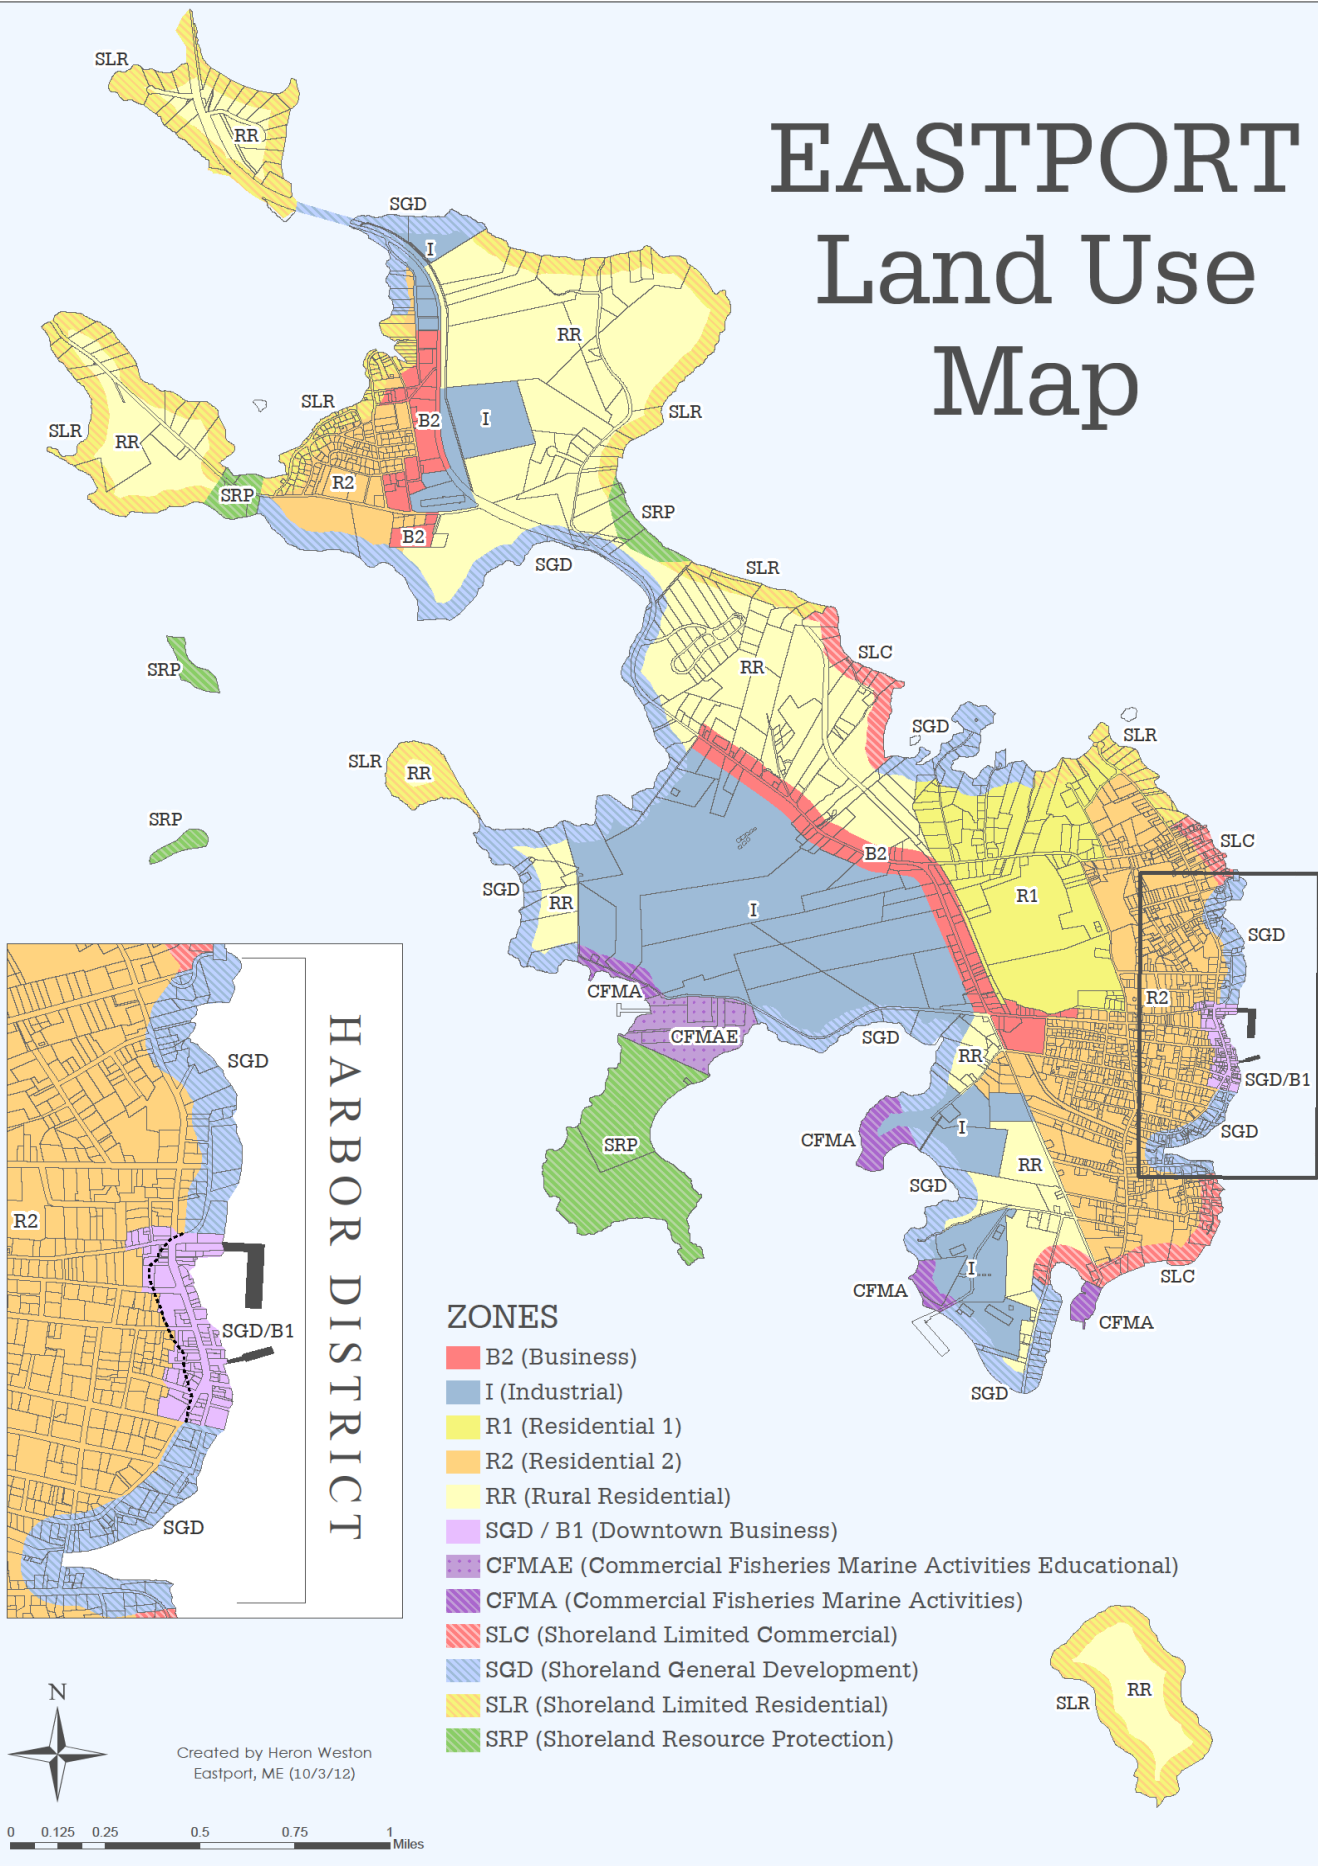 EASTPORT
Land Use
Map
SLR
RR
SGD
I
RR
SLR
SLR
B2
I
SLR
RR
R2
SRP
SRP
B2
SGD
SLR
SRP
SLC
RR
SGD
SLR
SLR
RR
SRP
SLC
B2
R1
SGD
RR
I
SGD
CFMA
R2
CFMAE
SGD
RR
SGD/B1
SRP
CFMA
I
SGD
RR
SGD
I...
SLC
CFMA
CFMA
SGD
HARBOR DISTRICT
SGD
R2
SGD/B1
SGD
ZONES
B2 (Business)
I (Industrial)
R1 (Residential 1)
R2 (Residential 2)
RR (Rural Residential)
SGD / B1 (Downtown Business)
CFMAE (Commercial Fisheries Marine Activities Educational)
CFMA (Commercial Fisheries Marine Activities)
SLC (Shoreland Limited Commercial)
SGD (Shoreland General Development)
SLR (Shoreland Limited Residential)
SRP (Shoreland Resource Protection)
RR
SLR
N
Created by Heron Weston
Eastport, ME (10/3/12)
0 0.125 0.25 0.5 0.75 1
Miles